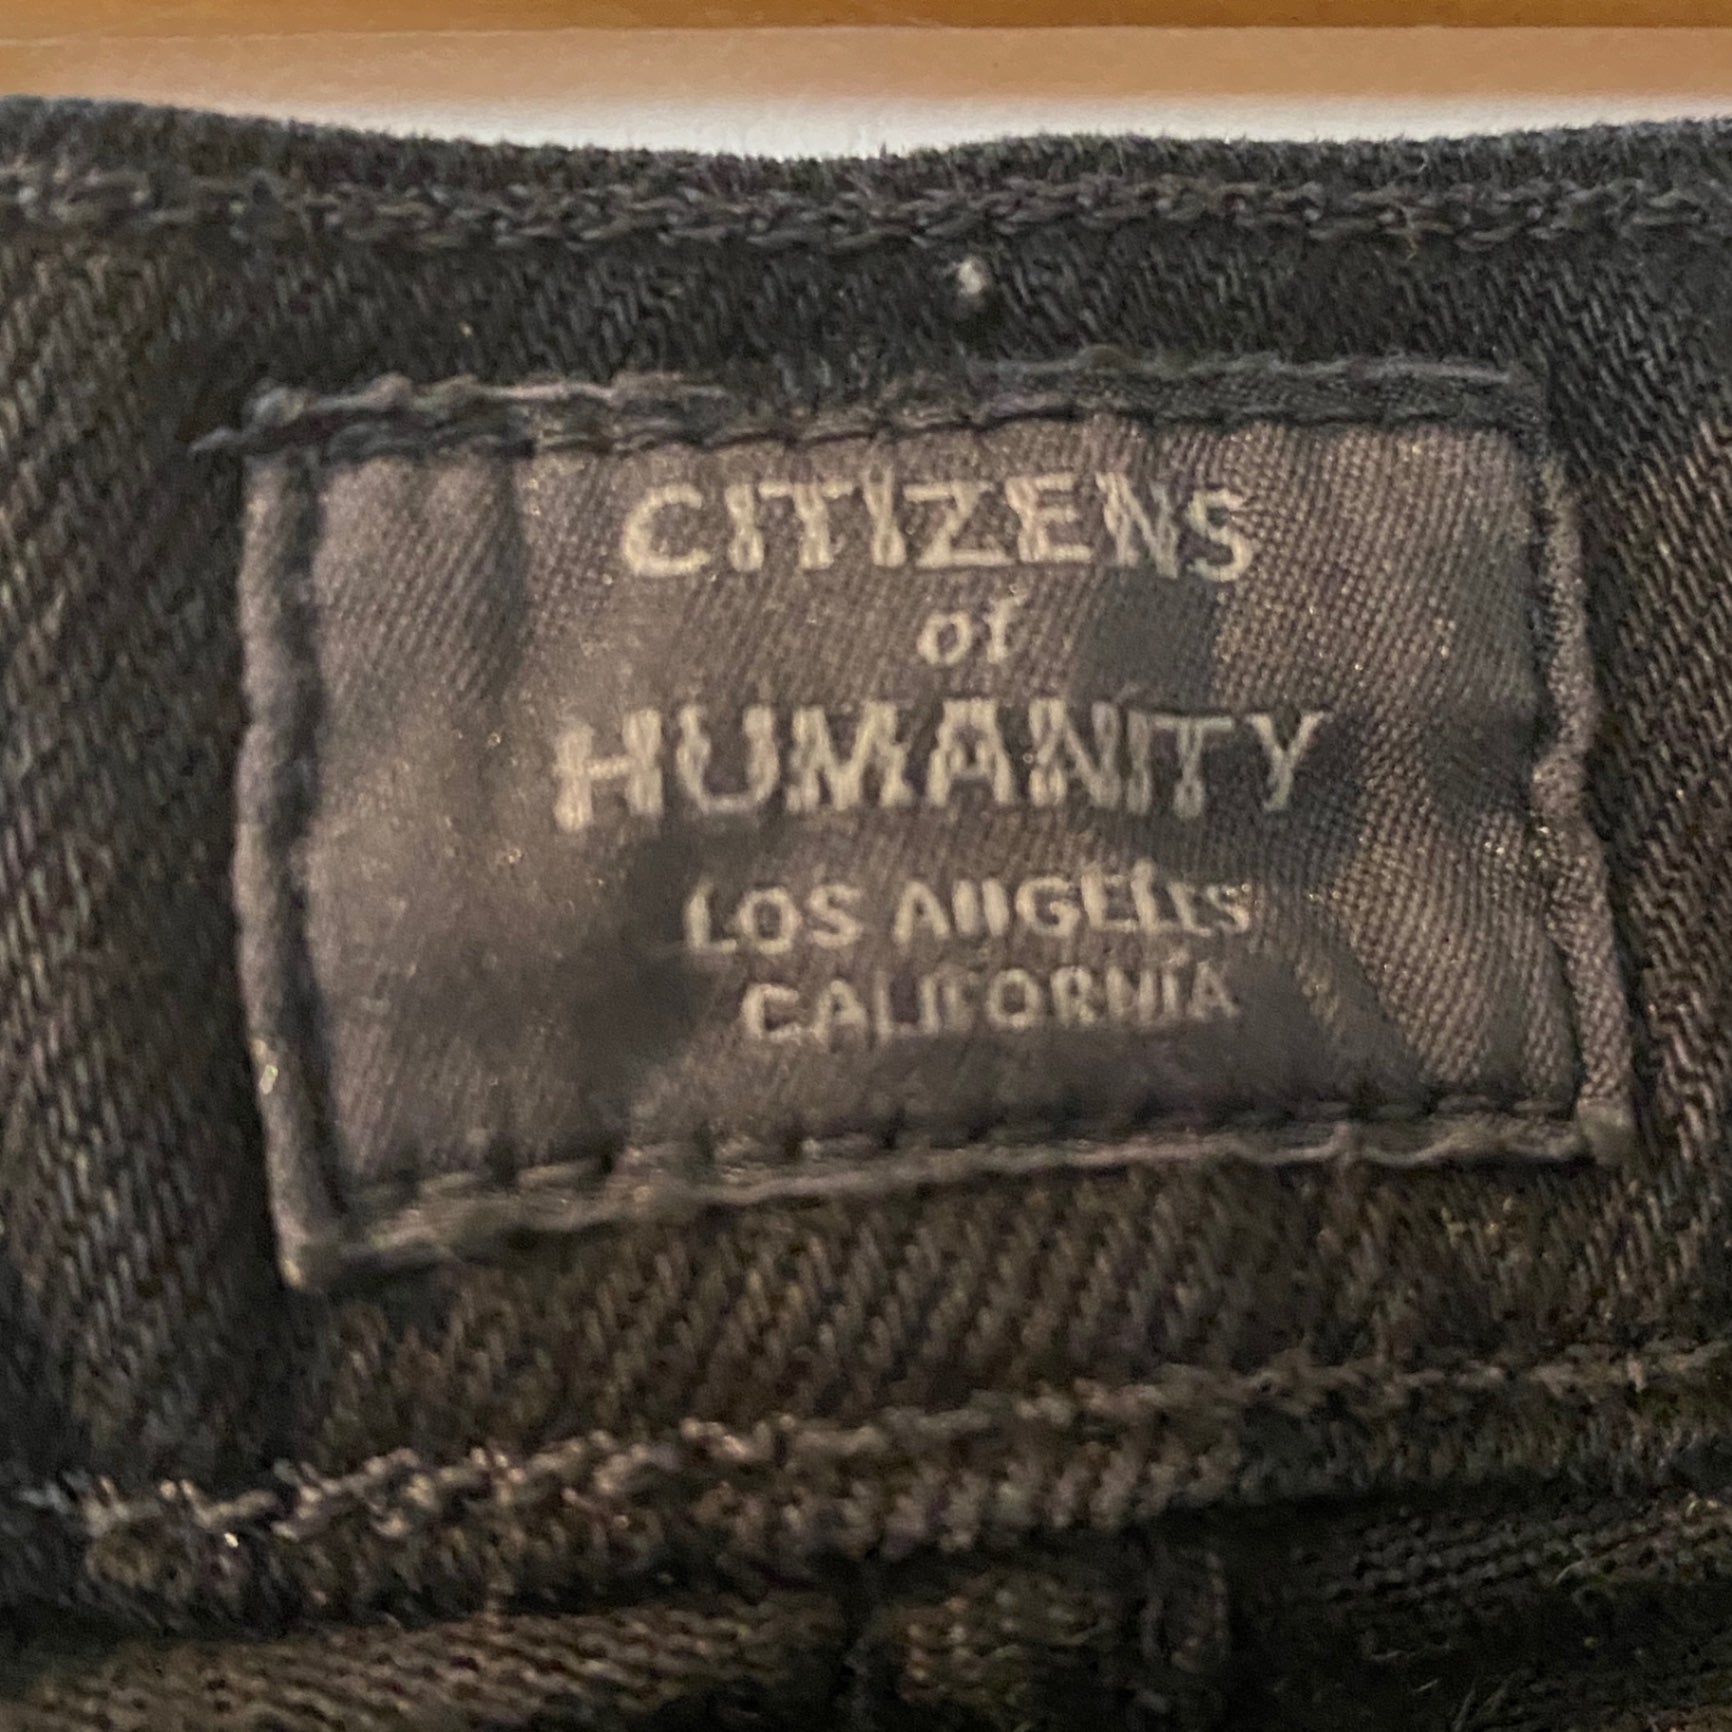 CITIZENS
of
HUMANITY
LOS ANGELES
CALIFORNIA